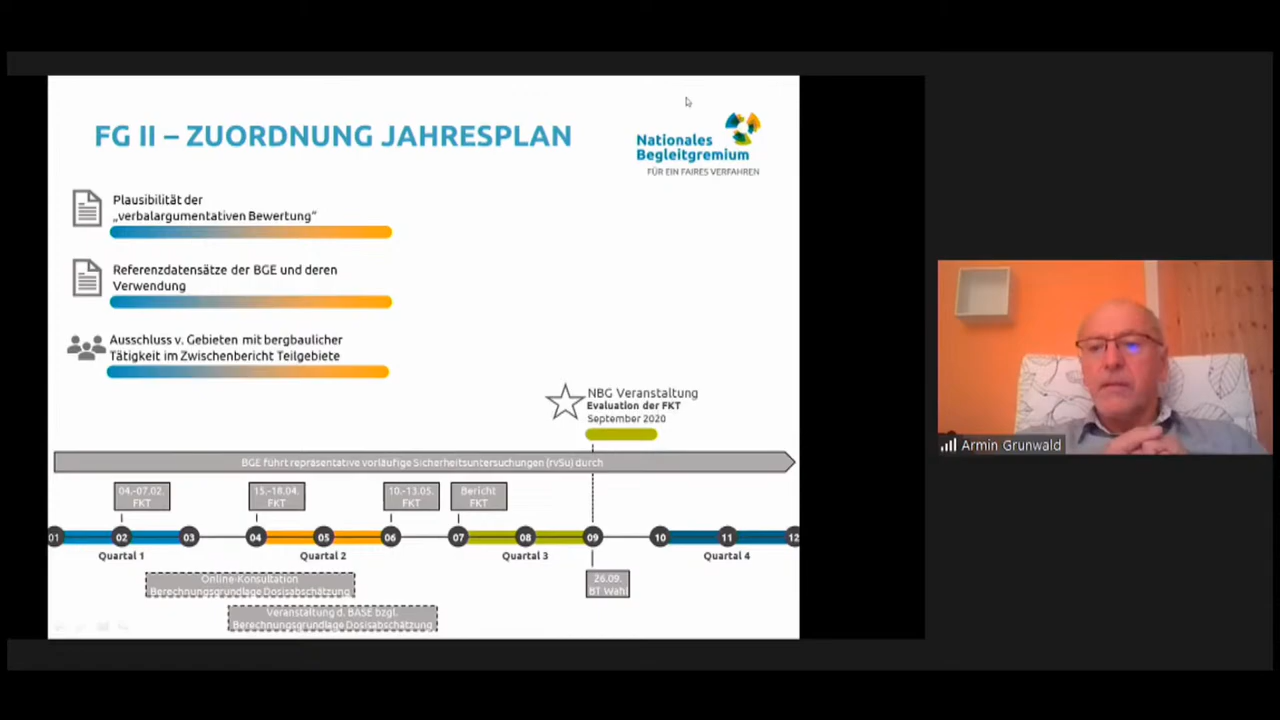 FG II – ZUORDNUNG JAHRESPLAN
Nationales
Begleitgremium
FÜR EIN FAIRES VERFAHREN
Plausibilität der
„verbalargumentativen Bewertung“
Referenzdatensätze der BGE und deren
Verwendung
Ausschluss v. Gebieten mit bergbaulicher
Tätigkeit im Zwischenbericht Teilgebiete
NBG Veranstaltung
Evaluation der FKT
September 2020
BGE führt repräsentative vorläufige Sicherheitsuntersuchungen (rvSu) durch
04.-07.02.
FKT
15.-18.04.
FKT
10.-13.05.
FKT
Bericht
FKT
01 02 03 04 05 06 07 08 09 10 11 12
Quartal 1 Quartal 2 Quartal 3 Quartal 4
Online-Konsultation
Berechnungsgrundlage Dosisabschätzung
26.09.
BT Wahl
Veranstaltung d. BASE bzgl.
Berechnungsgrundlage Dosisabschätzung
Armin Grunwald